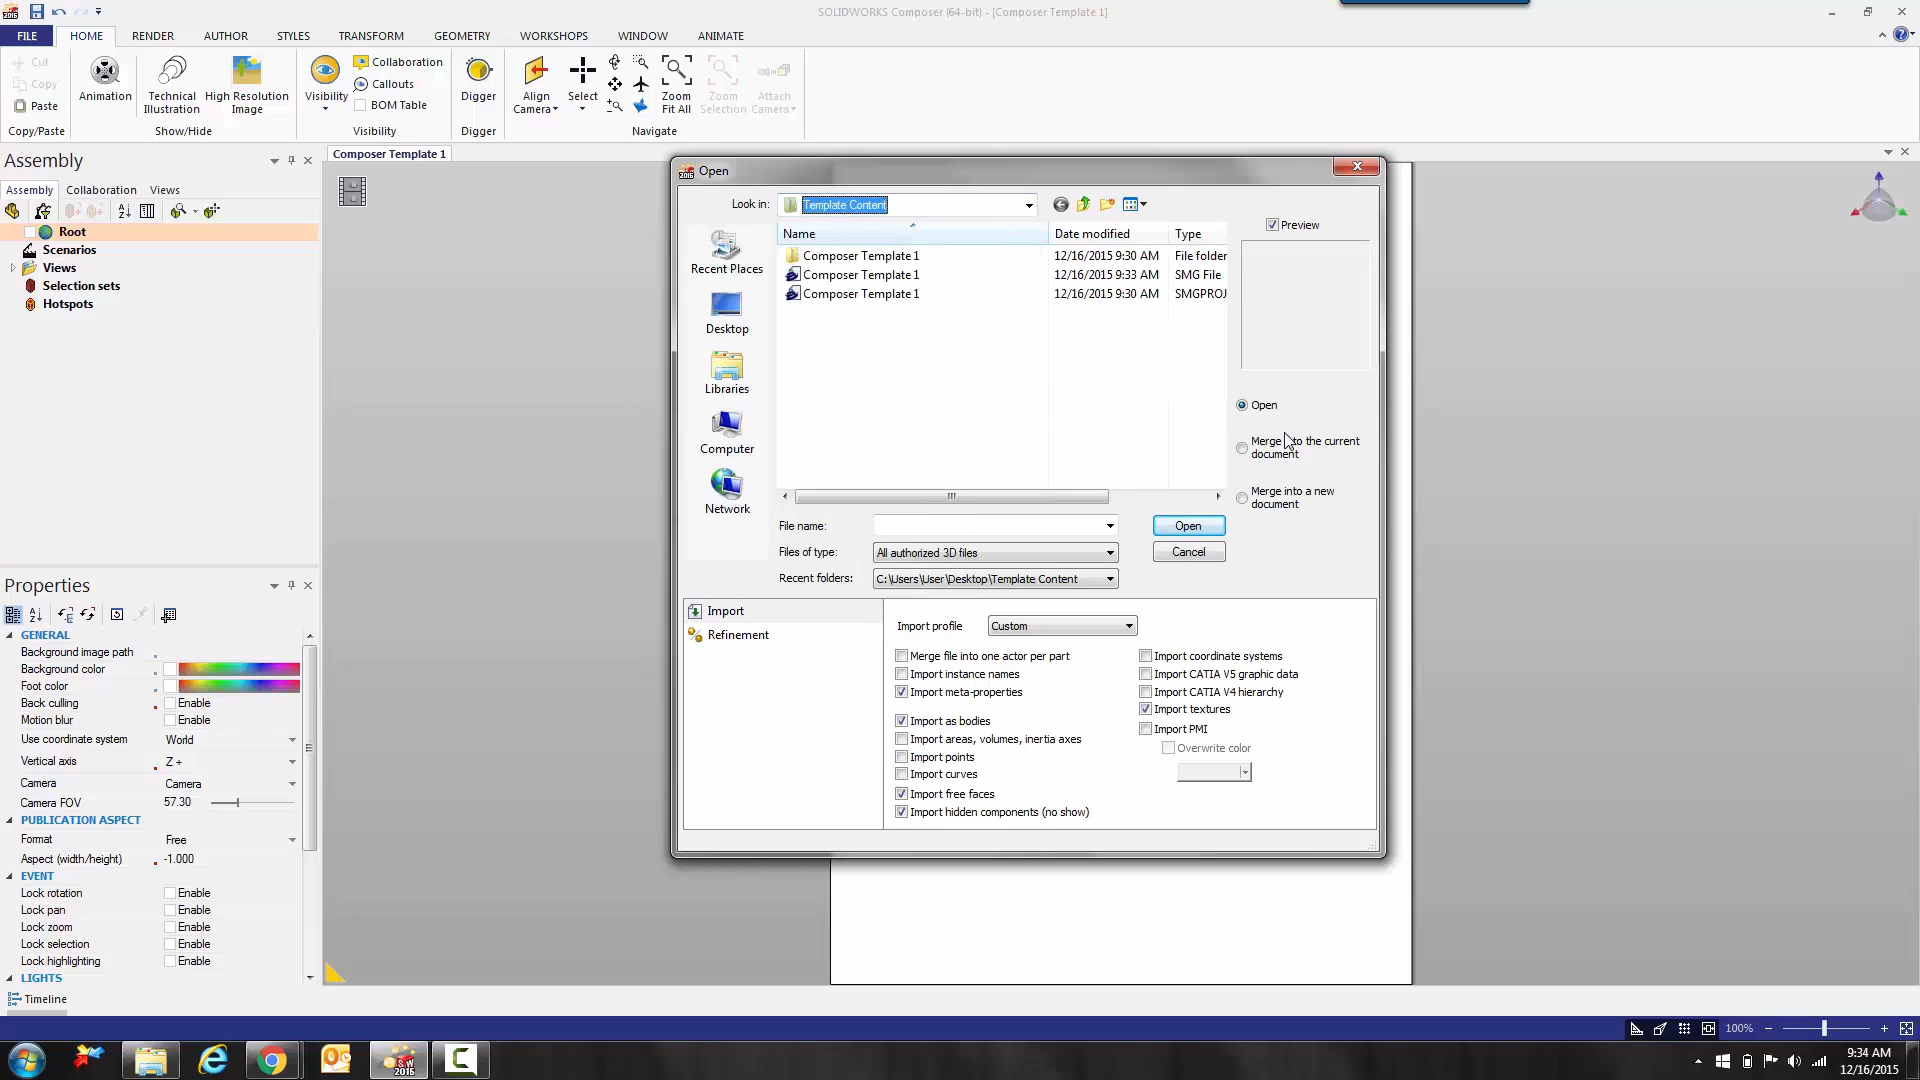 SOLIDWORKS Composer (64-bit) - [Composer Template 1]
FILE HOME RENDER AUTHOR STYLES TRANSFORM GEOMETRY WORKSHOPS WINDOW ANIMATE
Cut
Copy
Paste
Copy/Paste
Animation
Technical
Illustration
High Resolution
Image
Show/Hide
Visibility
Collaboration
Callouts
BOM Table
Visibility
Digger
Digger
Align
Camera
Select
Zoom
Fit All
Zoom
Selection
Attach
Camera
Navigate
Assembly
Composer Template 1
Assembly Collaboration Views
Root
Scenarios
Views
Selection sets
Hotspots
Properties
GENERAL
Background image path
Background color
Foot color
Back culling Enable
Motion blur Enable
Use coordinate system World
Vertical axis Z +
Camera Camera
Camera FOV 57.30
PUBLICATION ASPECT
Format Free
Aspect (width/height) -1.000
EVENT
Lock rotation Enable
Lock pan Enable
Lock zoom Enable
Lock selection Enable
Lock highlighting Enable
LIGHTS
Timeline
Open
Look in: Template Content
Recent Places
Desktop
Libraries
Computer
Network
Name Date modified Type
Composer Template 1 12/16/2015 9:30 AM File folder
Composer Template 1 12/16/2015 9:33 AM SMG File
Composer Template 1 12/16/2015 9:30 AM SMGPROJ
Preview
Open
Merge into the current
document
Merge into a new
document
File name: Open
Files of type: All authorized 3D files Cancel
Recent folders: C:\Users\User\Desktop\Template Content
Import
Refinement
Import profile Custom
Merge file into one actor per part
Import instance names
Import meta-properties
Import as bodies
Import areas, volumes, inertia axes
Import points
Import curves
Import free faces
Import hidden components (no show)
Import coordinate systems
Import CATIA V5 graphic data
Import CATIA V4 hierarchy
Import textures
Import PMI
Overwrite color
100%
9:34 AM
12/16/2015